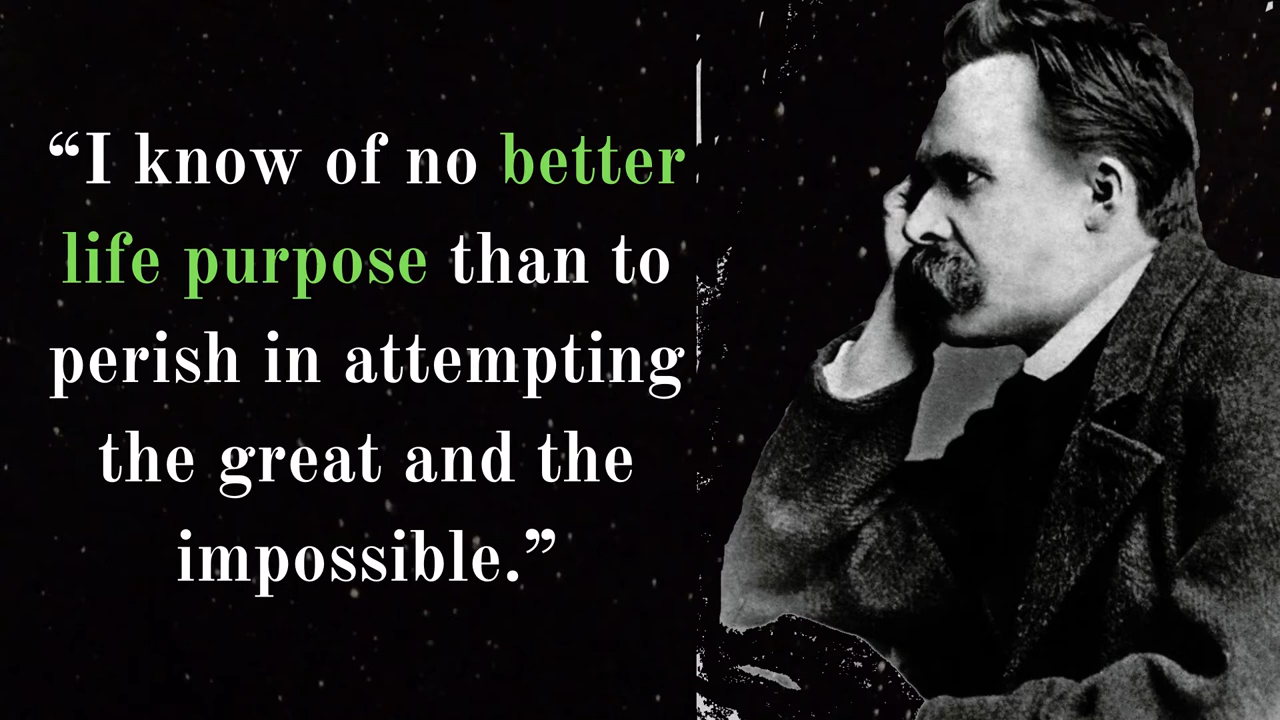 “I know of no better
life purpose than to
perish in attempting
the great and the
impossible.”